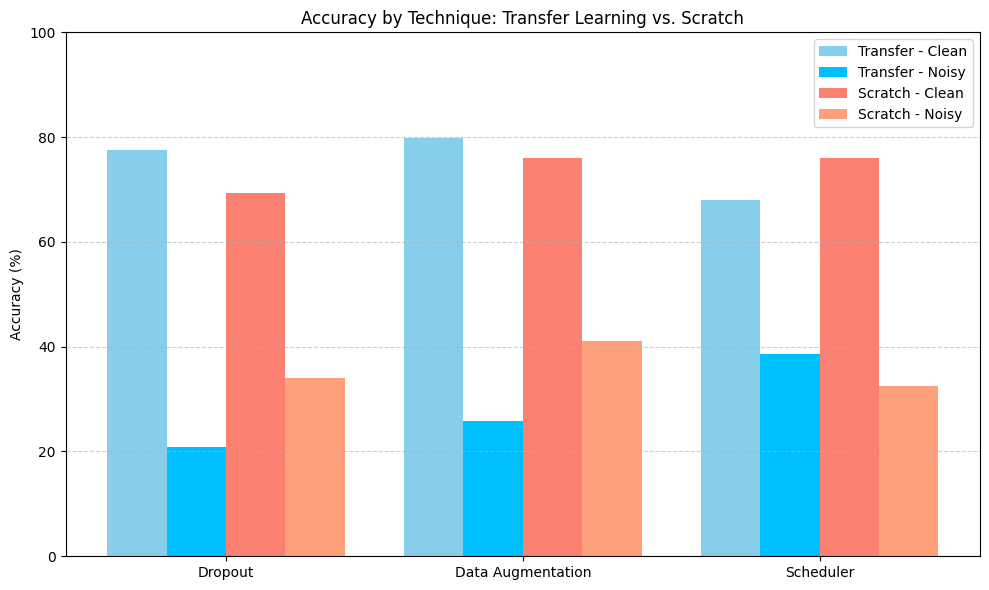 Accuracy by Technique: Transfer Learning vs. Scratch
Transfer - Clean
Transfer - Noisy
Scratch - Clean
Scratch - Noisy
Accuracy (%)
100
80
60
40
20
0
Dropout
Data Augmentation
Scheduler